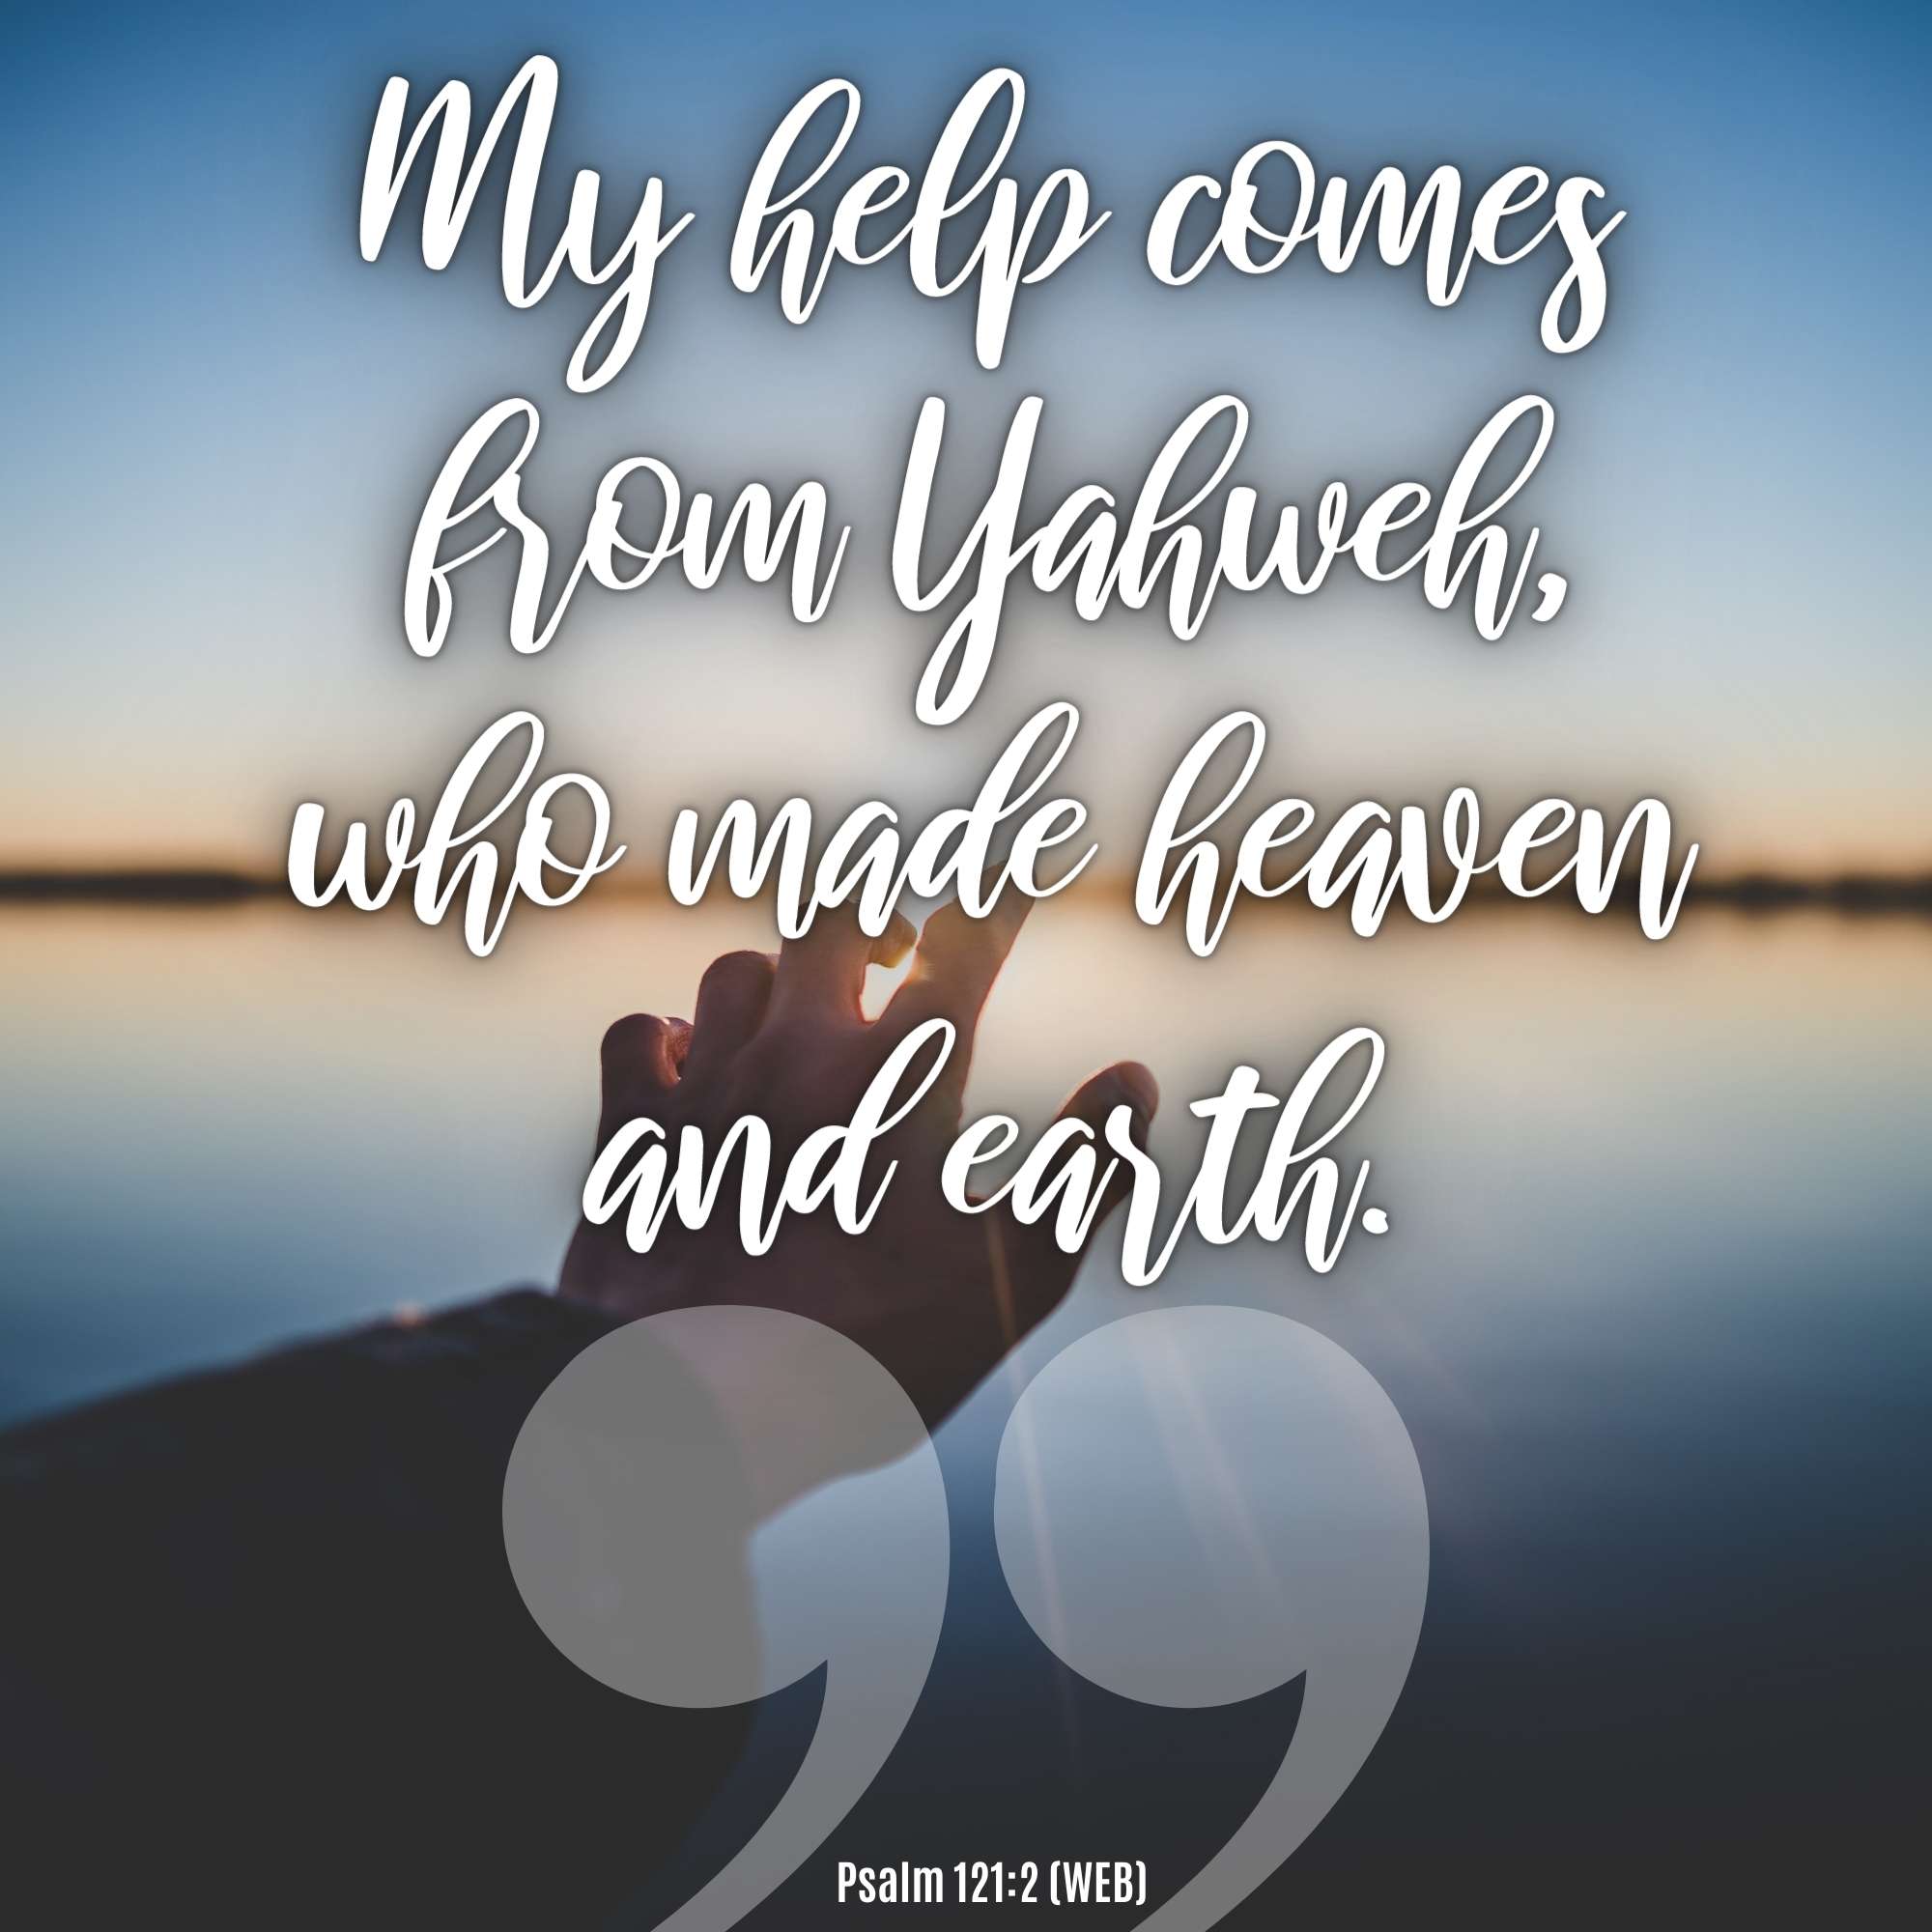 My help comes
from Yahweh,
who made heaven
and earth.
Psalm 121:2 (WEB)